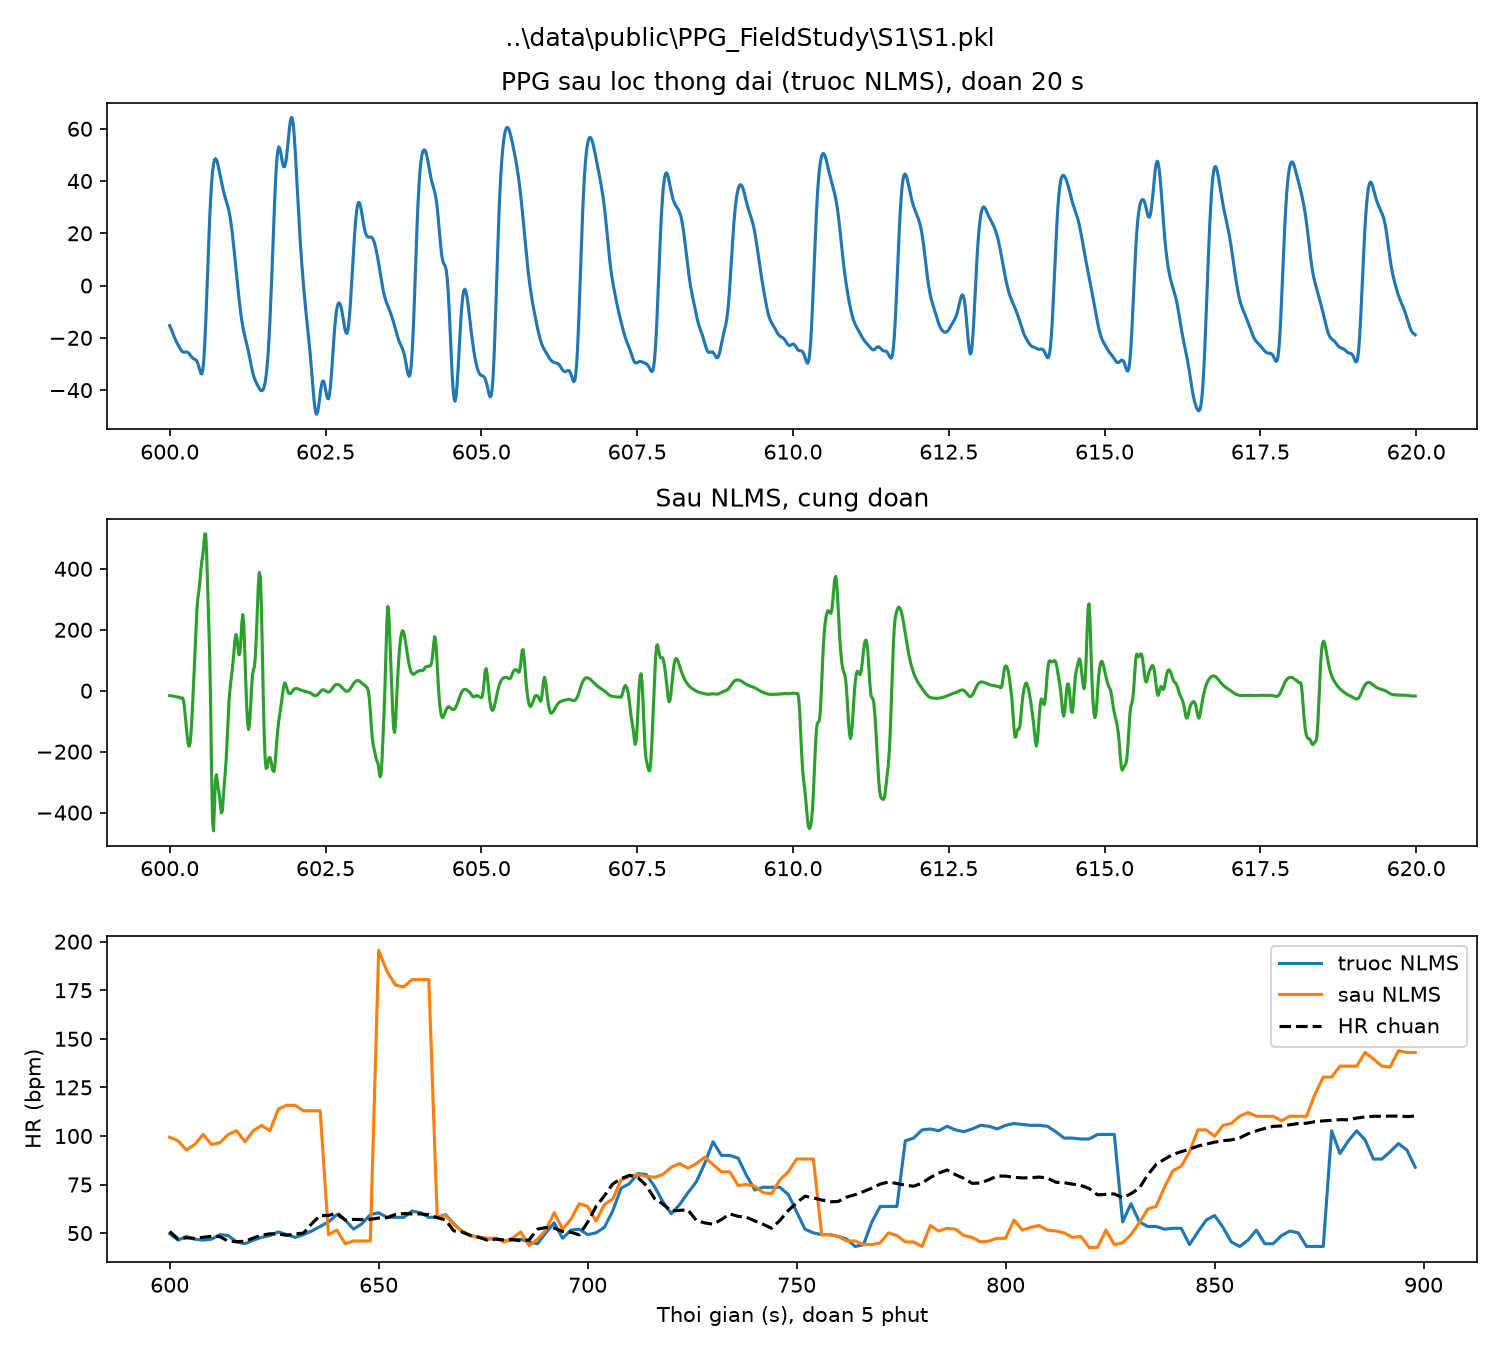 ..\data\public\PPG_FieldStudy\S1\S1.pkl
PPG sau loc thong dai (truoc NLMS), doan 20 s
60
40
20
0
−20
−40
600.0 602.5 605.0 607.5 610.0 612.5 615.0 617.5 620.0
Sau NLMS, cung doan
400
200
0
−200
−400
600.0 602.5 605.0 607.5 610.0 612.5 615.0 617.5 620.0
200
175
150
125
100
75
50
HR (bpm)
truoc NLMS
sau NLMS
HR chuan
600 650 700 750 800 850 900
Thoi gian (s), doan 5 phut